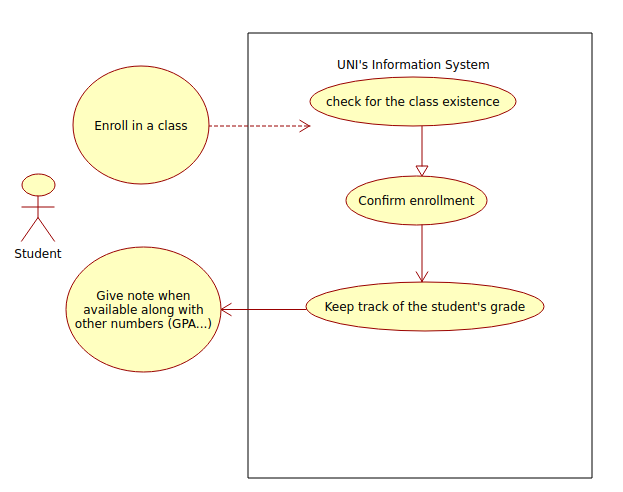 UNI's Information System
check for the class existence
Enroll in a class
Confirm enrollment
Student
Give note when
available along with
other numbers (GPA...)
Keep track of the student's grade